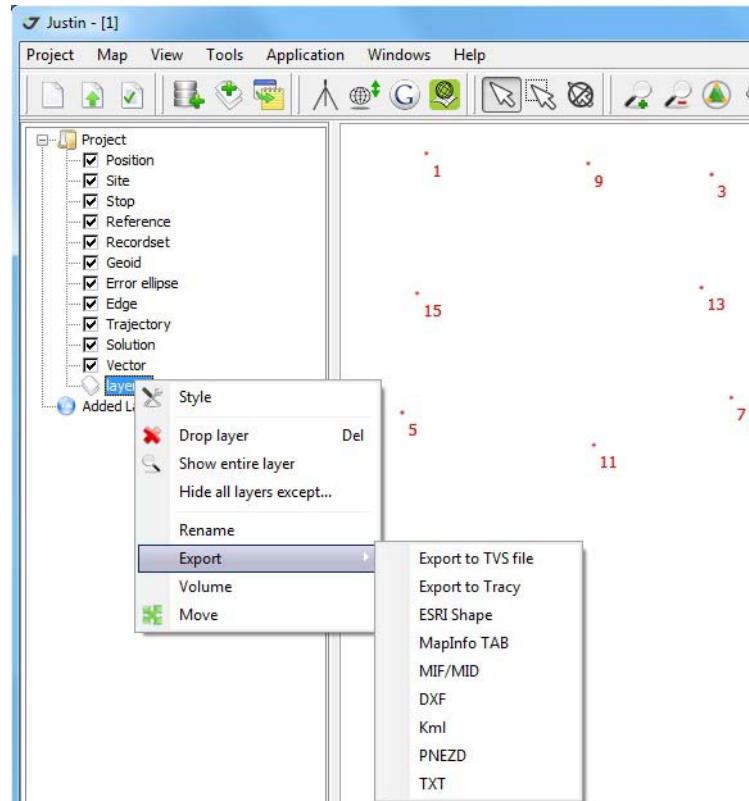 Justin - [1]
Project Map View Tools Application Windows Help
G
Project
Position
Site
Stop
Reference
Recordset
Geoid
Error ellipse
Edge
Trajectory
Solution
Vector
layer
Added La
Style
Drop layer Del
Show entire layer
Hide all layers except...
Rename
Export
Volume
Move
Export to TVS file
Export to Tracy
ESRI Shape
MapInfo TAB
MIF/MID
DXF
Kml
PNEZD
TXT
1
9
3
15
13
7
5
11